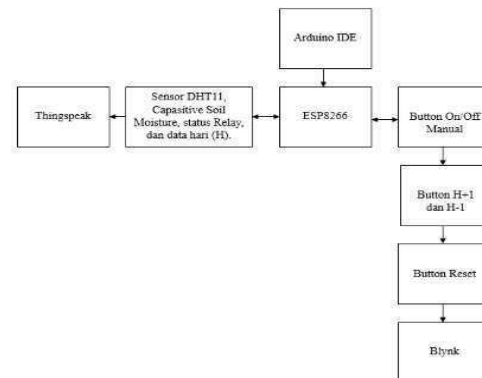 Arduino IDE
Thingspeak
Sensor DHT11,
Capasitive Soil
Moisture, status Relay,
dan data hari (H).
ESP8266
Button On/Off
Manual
Button H+1
dan H-1
Button Reset
Blynk